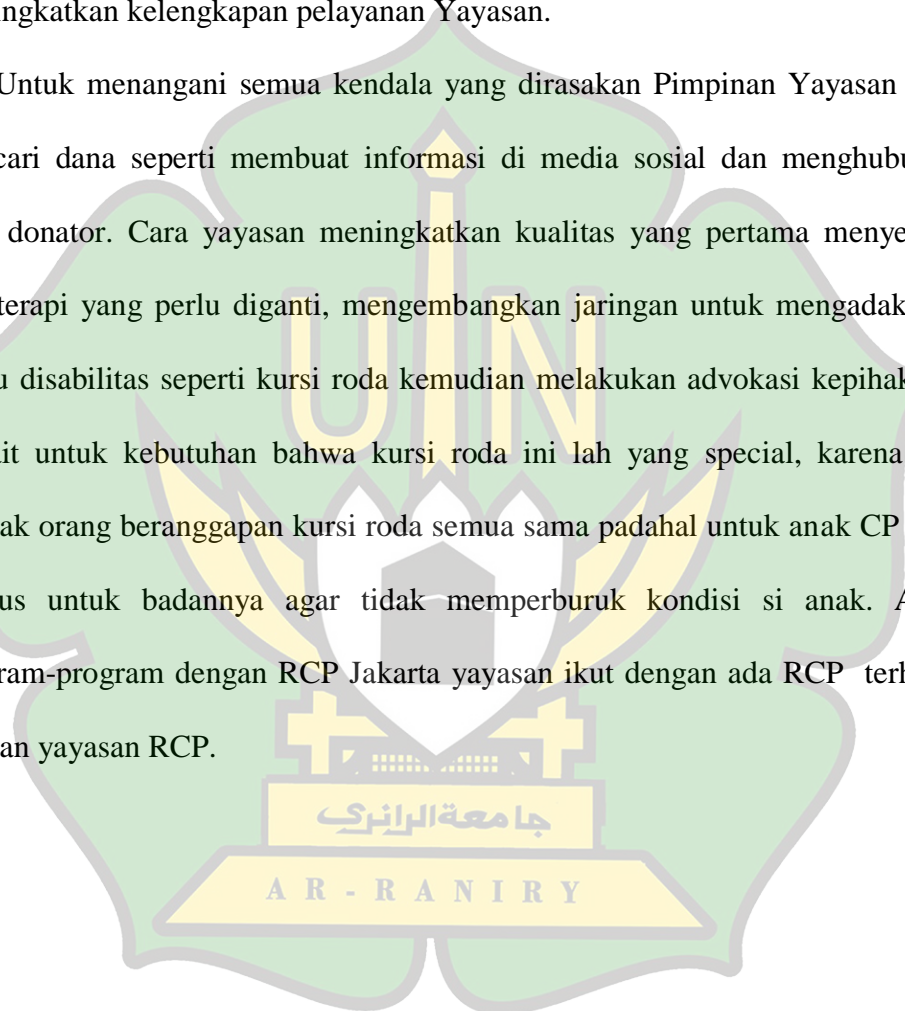 ingkatkan kelengkapan pelayanan Yayasan.
Untuk menangani semua kendala yang dirasakan Pimpinan Yayasan
cari dana seperti membuat informasi di media sosial dan menghubu
donator. Cara yayasan meningkatkan kualitas yang pertama menye
terapi yang perlu diganti, mengembangkan jaringan untuk mengadak
u disabilitas seperti kursi roda kemudian melakukan advokasi kepihak
it untuk kebutuhan bahwa kursi roda ini lah yang special, karena
ak orang beranggapan kursi roda semua sama padahal untuk anak CP
us untuk badannya agar tidak memperburuk kondisi si anak. A
ram-program dengan RCP Jakarta yayasan ikut dengan ada RCP terh
an yayasan RCP.
UIN
جامعة الرانري
AR-RANIRY